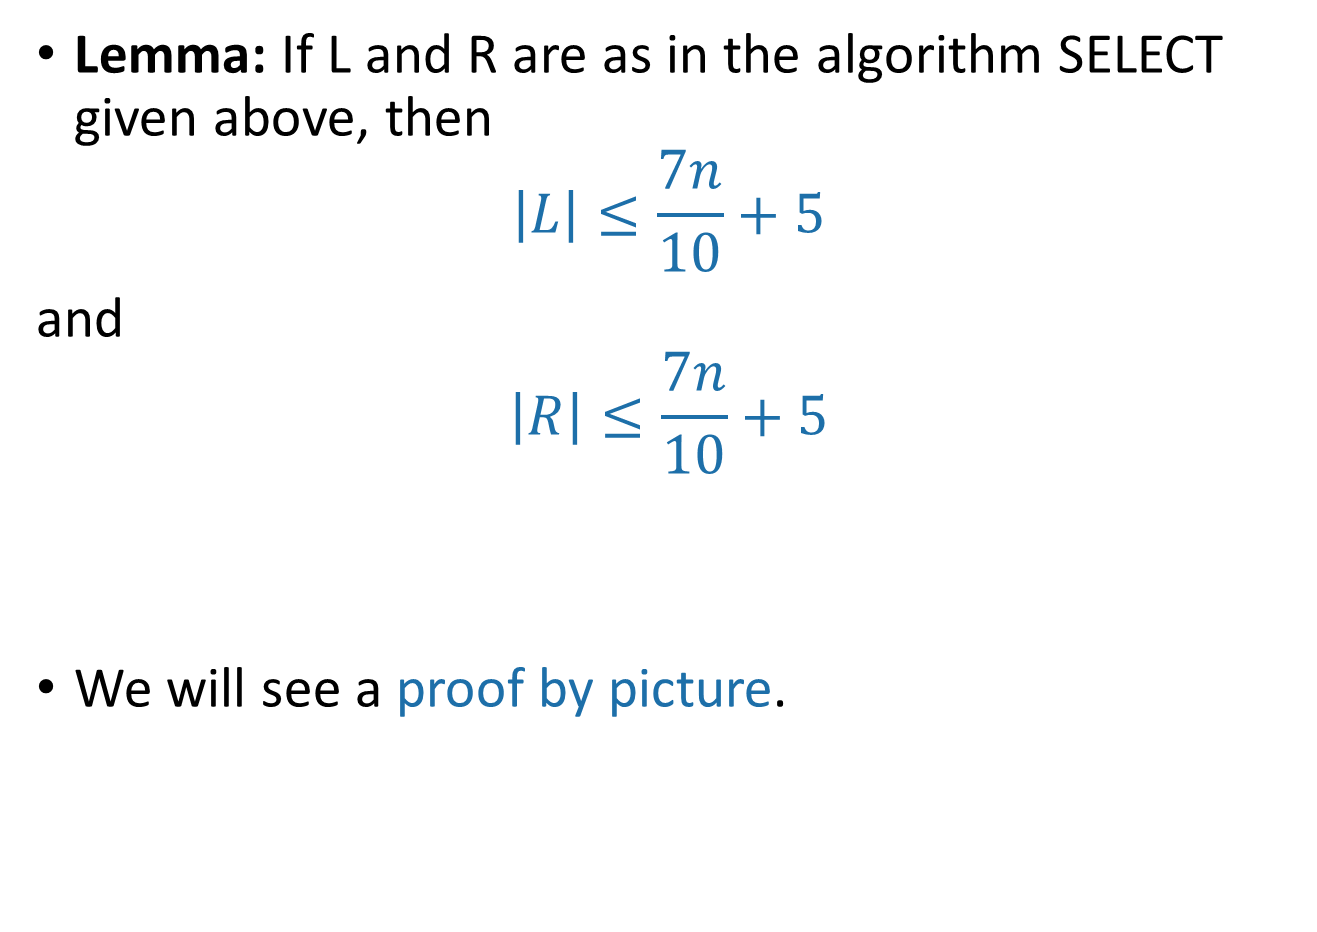 • Lemma: If L and R are as in the algorithm SELECT
given above, then
|L| ≤ 7n/10 + 5
and
|R| ≤ 7n/10 + 5
• We will see a proof by picture.